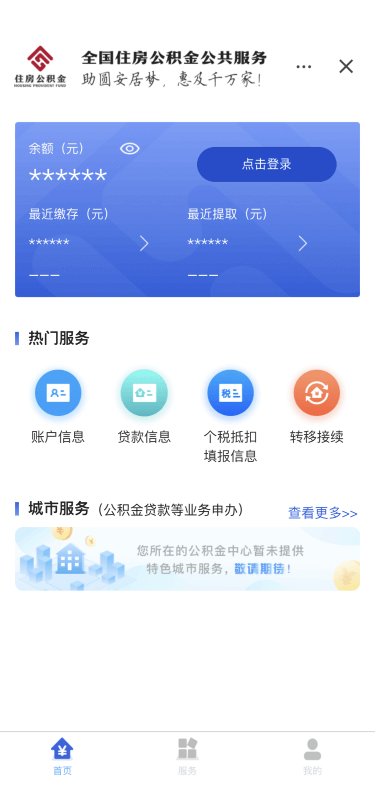 住房公积金
HOUSING PROVIDENT FUND
全国住房公积金公共服务
助圆安居梦，惠及千万家！
余额（元）
******
点击登录
最近缴存（元）
最近提取（元）
******
******
–––
–––
热门服务
账户信息
贷款信息
个税抵扣
填报信息
转移接续
税
城市服务（公积金贷款等业务申办）
查看更多>>
您所在的公积金中心暂未提供
特色城市服务，敬请期待！
¥
首页
服务
我的